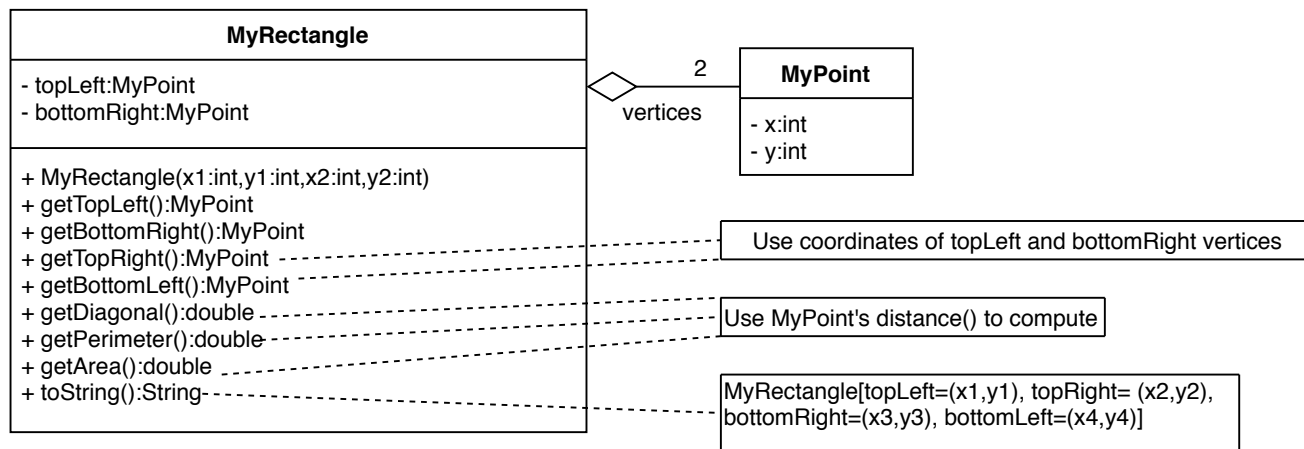 MyRectangle
- topLeft:MyPoint
- bottomRight:MyPoint
+ MyRectangle(x1:int,y1:int,x2:int,y2:int)
+ getTopLeft():MyPoint
+ getBottomRight():MyPoint
+ getTopRight():MyPoint
+ getBottomLeft():MyPoint
+ getDiagonal():double
+ getPerimeter():double
+ getArea():double
+ toString():String
2
vertices
MyPoint
- x:int
- y:int
Use coordinates of topLeft and bottomRight vertices
Use MyPoint's distance() to compute
MyRectangle[topLeft=(x1,y1), topRight= (x2,y2),
bottomRight=(x3,y3), bottomLeft=(x4,y4)]